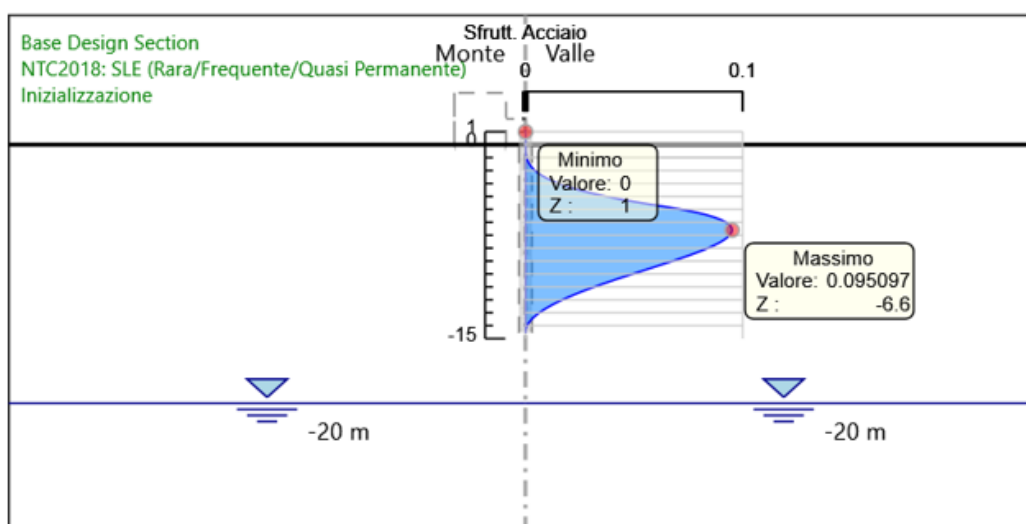 Base Design Section
NTC2018: SLE (Rara/Frequente/Quasi Permanente)
Inizializzazione
Sfrutt. Acciaio
Monte Valle
0 0.1
1
0
Minimo
Valore: 0
Z : 1
Massimo
Valore: 0.095097
Z : -6.6
-15
-20 m
-20 m